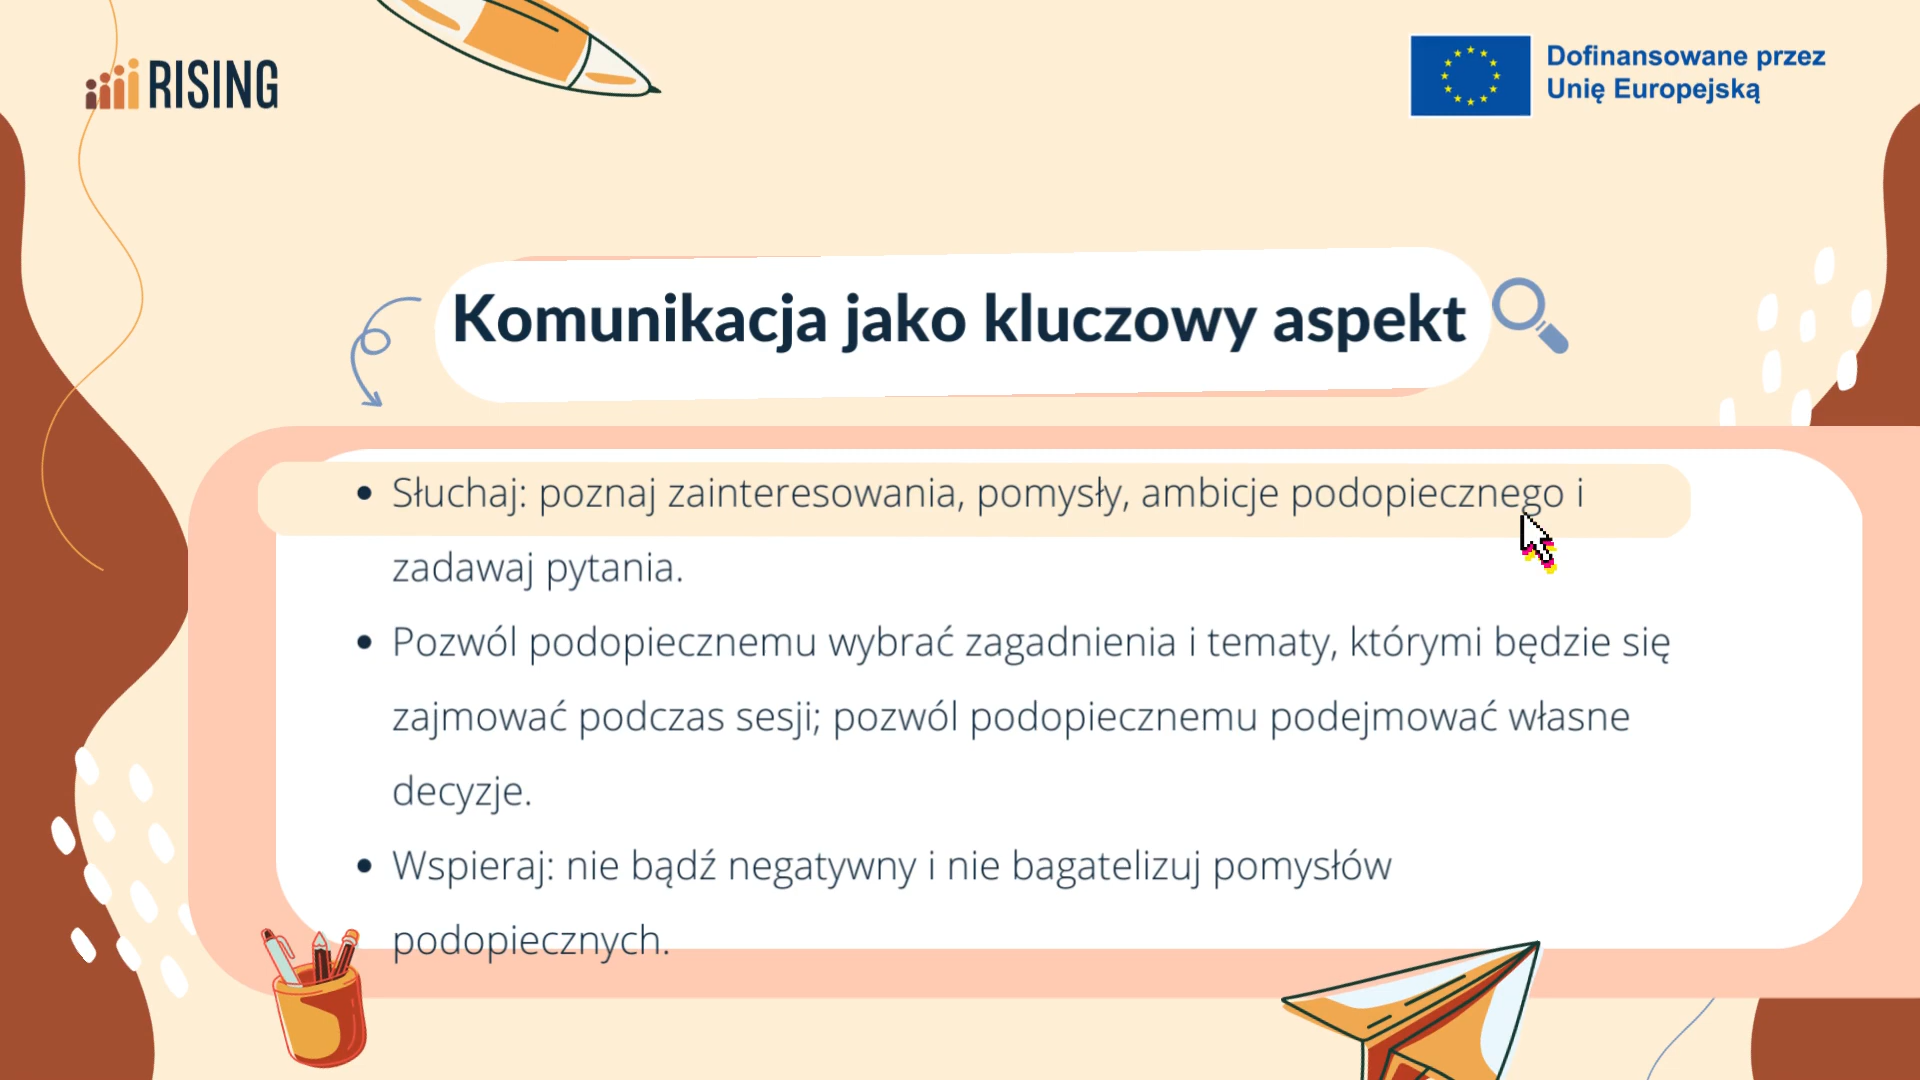 RISING
Dofinansowane przez
Unię Europejską
Komunikacja jako kluczowy aspekt
• Słuchaj: poznaj zainteresowania, pomysły, ambicje podopiecznego i
zadawaj pytania.
• Pozwól podopiecznemu wybrać zagadnienia i tematy, którymi będzie się
zajmować podczas sesji; pozwól podopiecznemu podejmować własne
decyzje.
• Wspieraj: nie bądź negatywny i nie bagatelizuj pomysłów
podopiecznych.